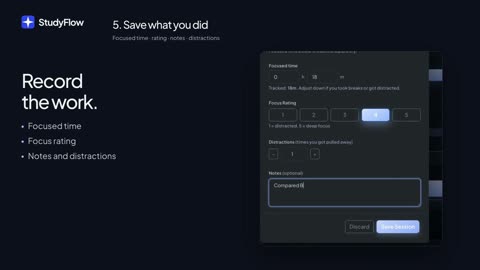 StudyFlow
5. Save what you did
Focused time · rating · notes · distractions
Record
the work.
• Focused time
• Focus rating
• Notes and distractions
Focused time
0 h 18 m
Tracked: 18m. Adjust down if you took breaks or got distracted.
Focus Rating
1 2 3 4 5
1 = distracted, 5 = deep focus
Distractions (times you got pulled away)
- 1 +
Notes (optional)
Compared B
Discard Save Session